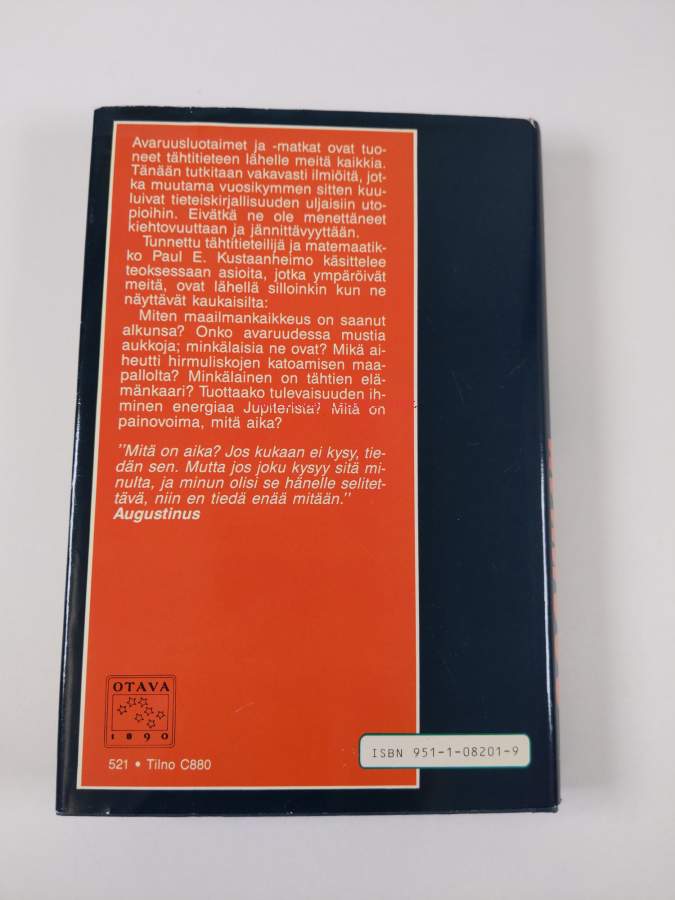 Avaruusluotaimet ja -matkat ovat tuo-
neet tähtitieteen lähelle meitä kaikkia.
Tänään tutkitaan vakavasti ilmiöitä, jot-
ka muutama vuosikymmen sitten kuu-
luivat tieteiskirjallisuuden uljaisiin uto-
pioihin. Eivätkä ne ole menettäneet
kiehtovuuttaan ja jännittävyyttään.
Tunnettu tähtitieteilijä ja matemaatik-
ko Paul E. Kustaanheimo käsittelee
teoksessaan asioita, jotka ympäröivät
meitä, ovat lähellä silloinkin kun ne
näyttävät kaukaisilta:
Miten maailmankaikkeus on saanut
alkunsa? Onko avaruudessa mustia
aukkoja; minkälaisia ne ovat? Mikä ai-
heutti hirmuliskojen katoamisen maa-
pallolta? Minkälainen on tähtien elä-
mänkaari? Tuottaako tulevaisuuden ih-
minen energiaa Jupiterista? Mitä on
painovoima, mitä aika?
"Mitä on aika? Jos kukaan ei kysy, tie-
dän sen. Mutta jos joku kysyy sitä mi-
nulta, ja minun olisi se hänelle selitet-
tävä, niin en tiedä enää mitään."
Augustinus
OTAVA
1890
521 • Tilno C880
ISBN 951-1-08201-9